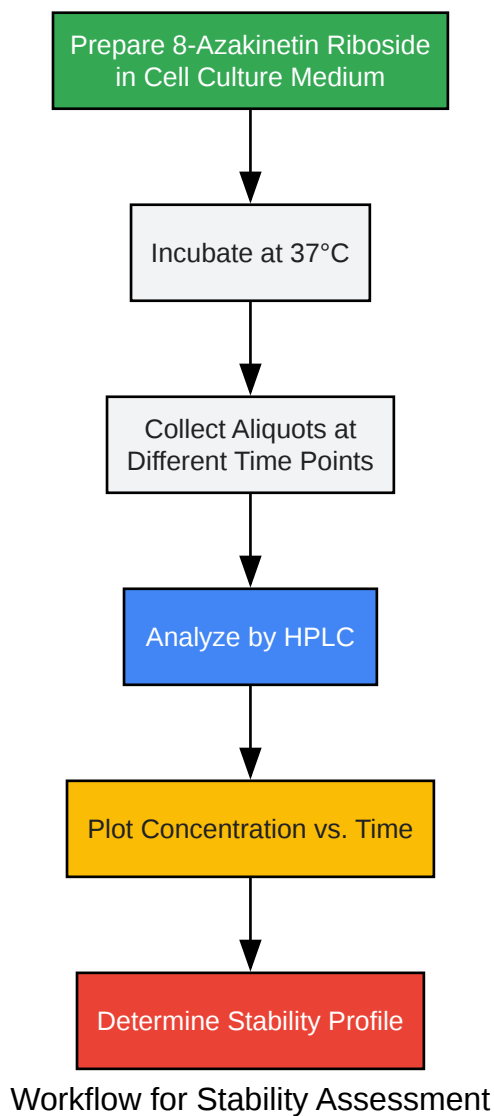 Prepare 8-Azakinetin Riboside
in Cell Culture Medium
Incubate at 37°C
Collect Aliquots at
Different Time Points
Analyze by HPLC
Plot Concentration vs. Time
Determine Stability Profile
Workflow for Stability Assessment